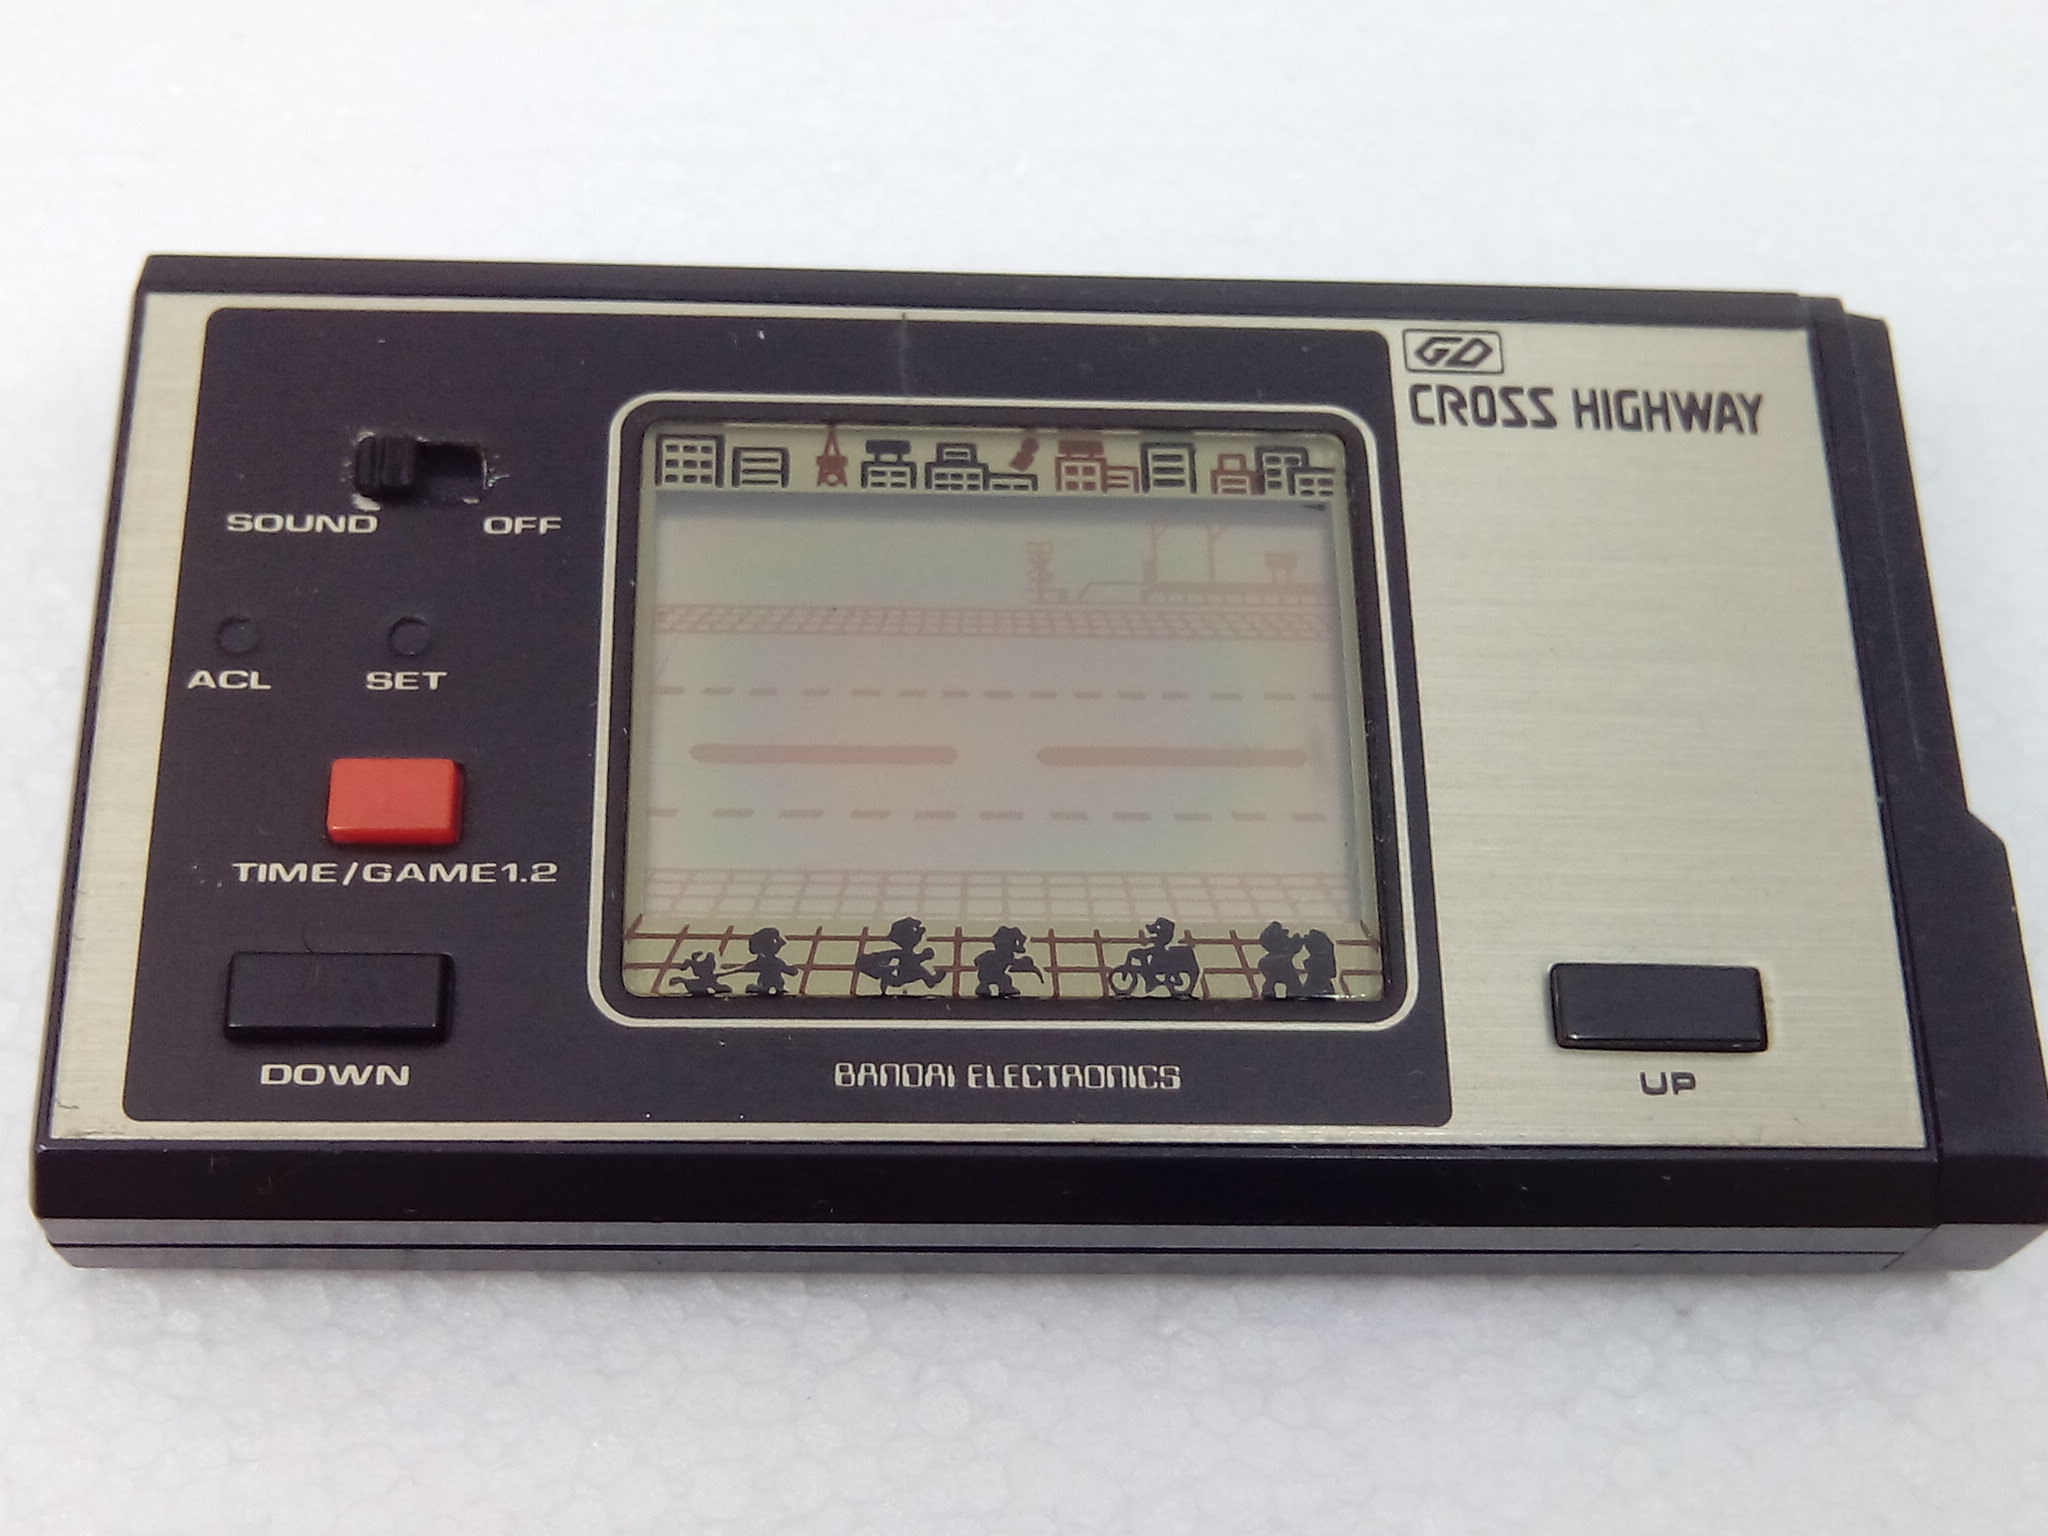 GD
CROSS HIGHWAY
SOUND OFF
ACL SET
TIME/GAME1.2
DOWN
BANDAI ELECTRONICS
UP